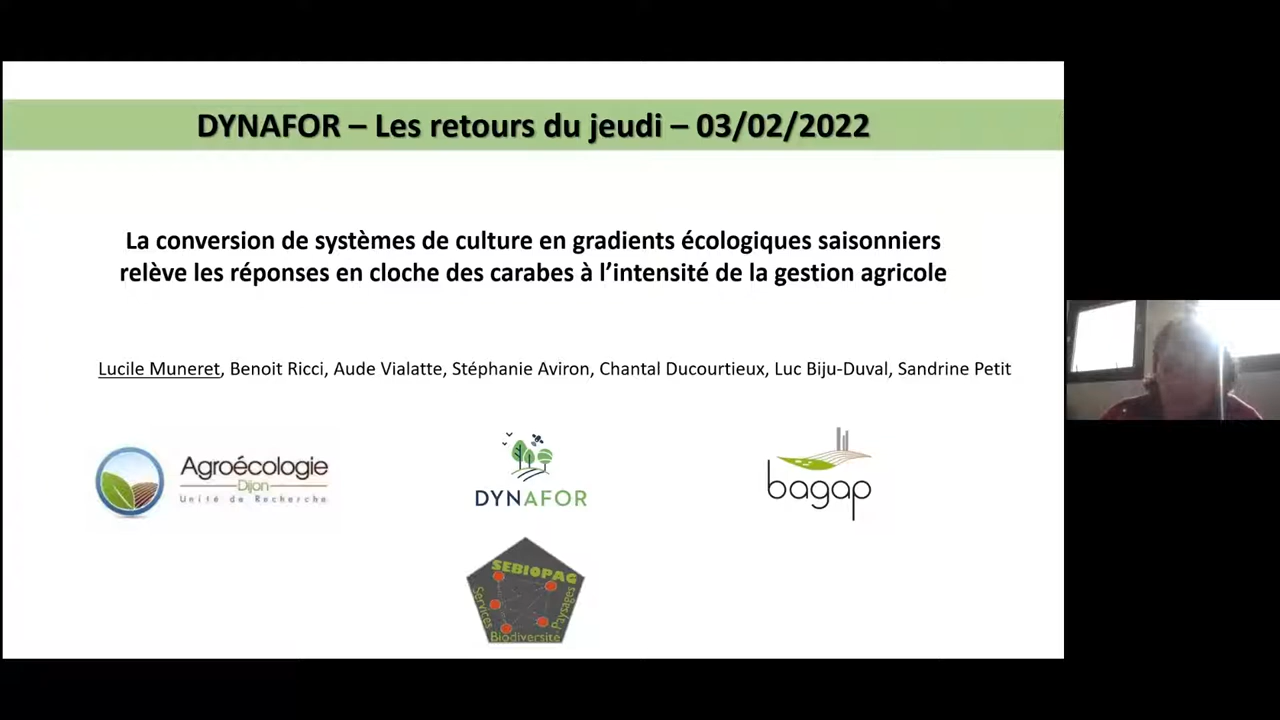 DYNAFOR – Les retours du jeudi – 03/02/2022
La conversion de systèmes de culture en gradients écologiques saisonniers
relève les réponses en cloche des carabes à l'intensité de la gestion agricole
Lucile Muneret, Benoit Ricci, Aude Vialatte, Stéphanie Aviron, Chantal Ducourtieux, Luc Biju-Duval, Sandrine Petit
Agroécologie
Dijon
Unité de Recherche
DYNAFOR
bagap
SEBIOPAG
Services
Paysages
Biodiversité